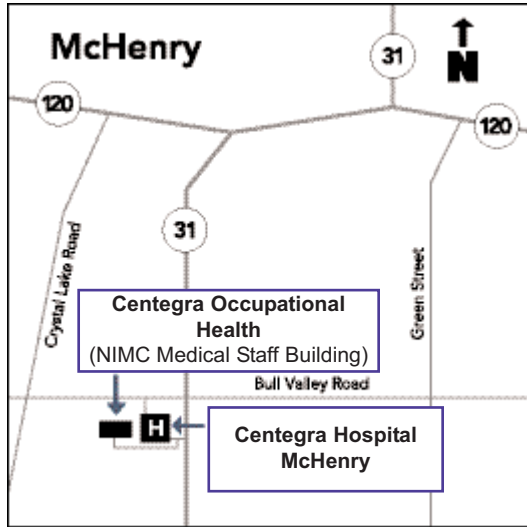 McHenry
31
N
120
120
31
Crystal Lake Road
Green Street
Centegra Occupational
Health
(NIMC Medical Staff Building)
Bull Valley Road
H
Centegra Hospital
McHenry